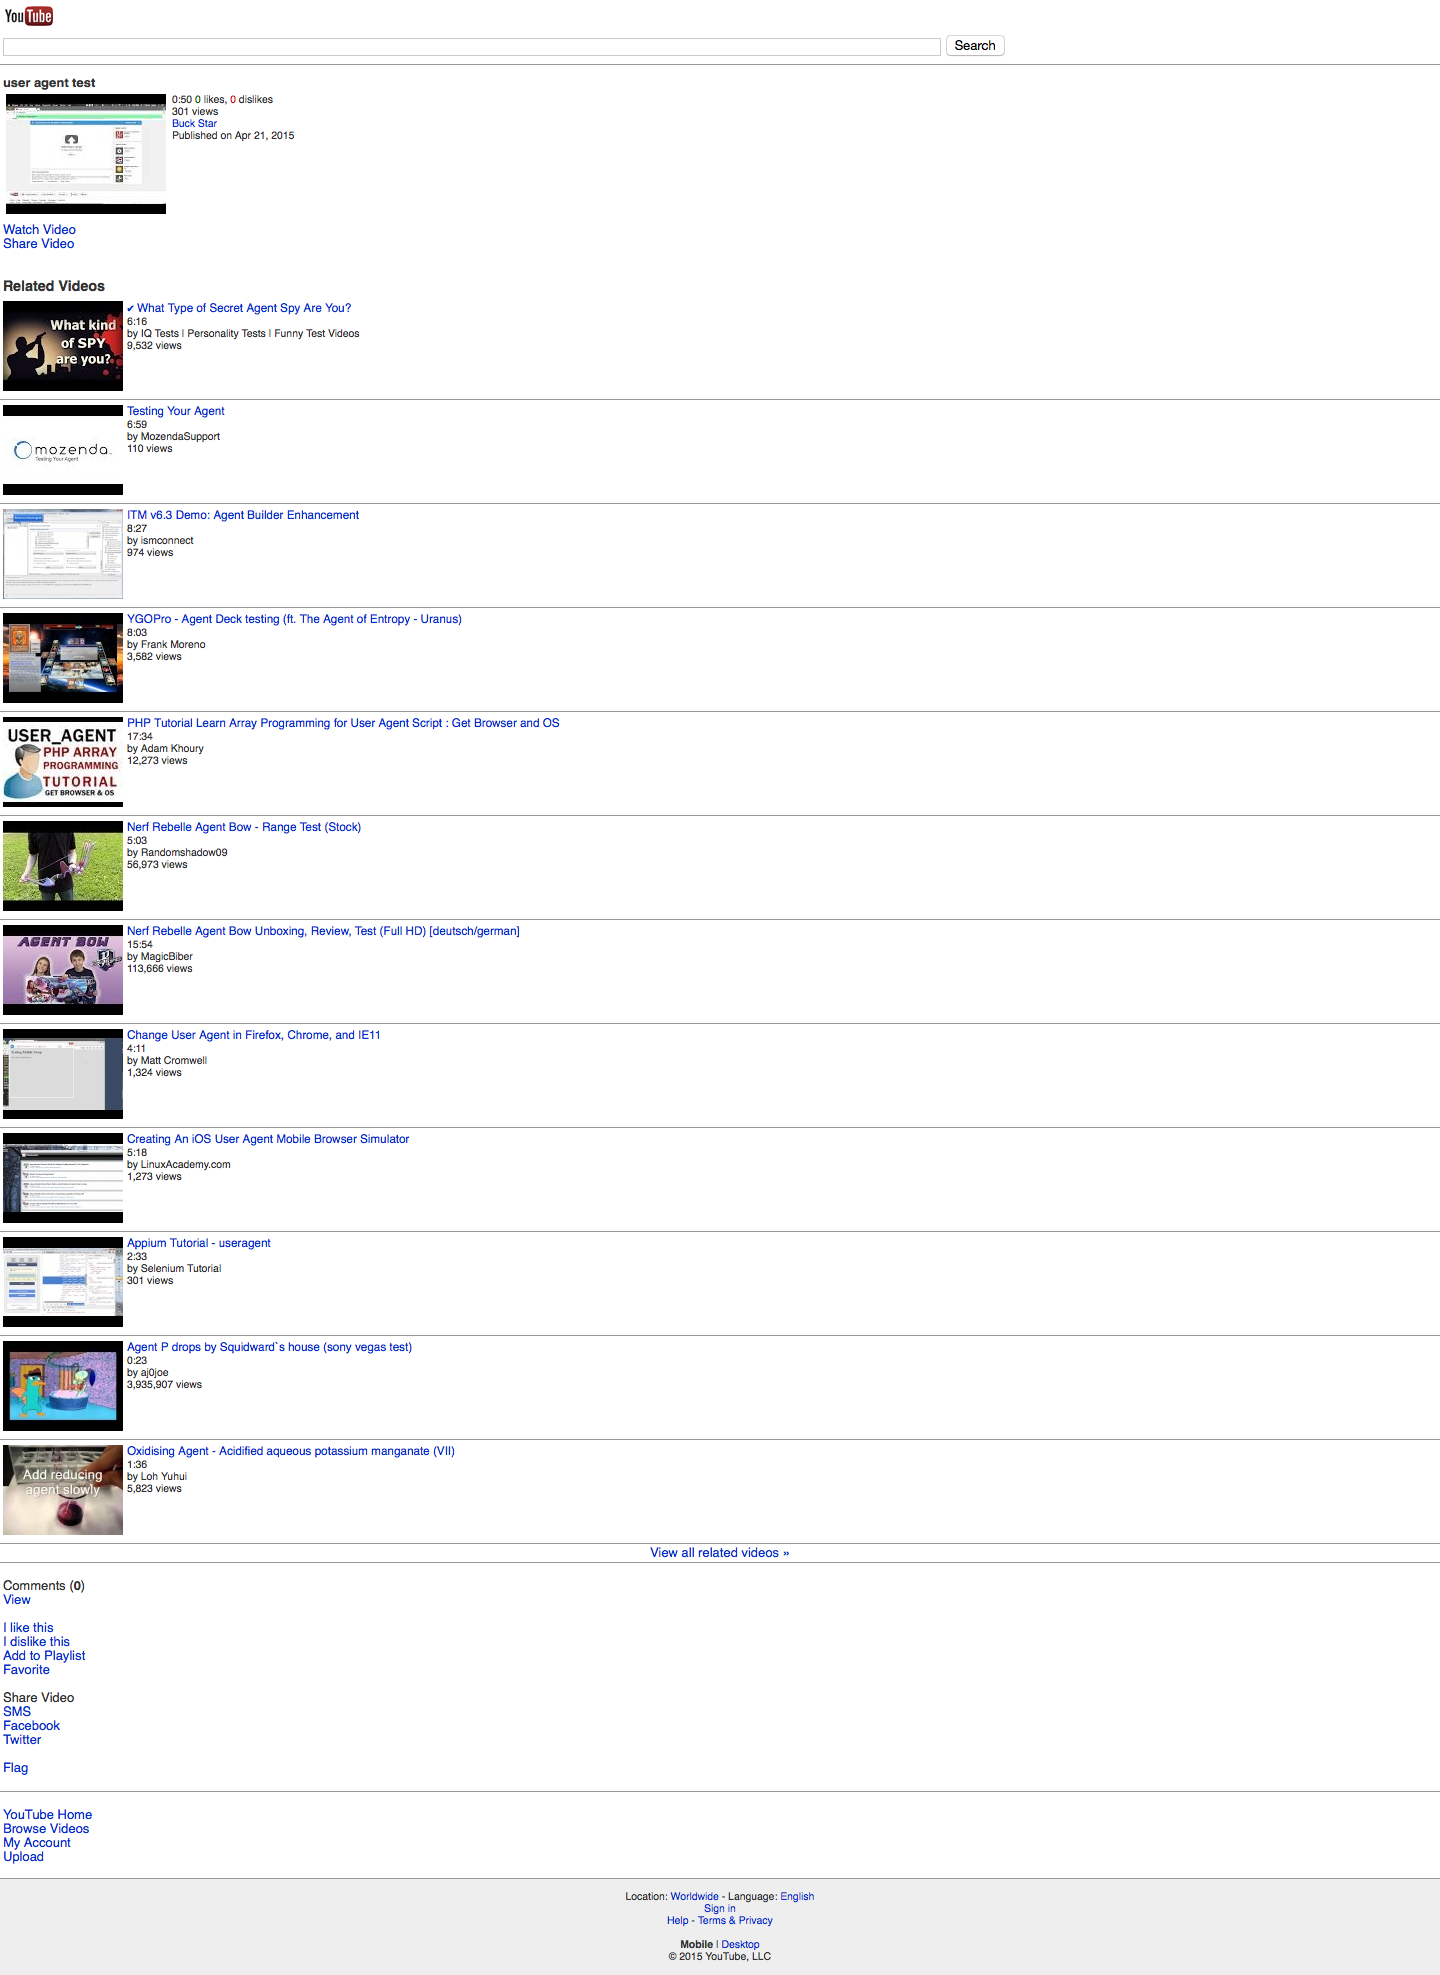 YouTube
Search
user agent test
0:50 0 likes, 0 dislikes
301 views
Buck Star
Published on Apr 21, 2015
Watch Video
Share Video
Related Videos
What kind
of SPY
are you?
✔ What Type of Secret Agent Spy Are You?
6:16
by IQ Tests | Personality Tests | Funny Test Videos
9,532 views
mozenda
Testing Your Agent
Testing Your Agent
6:59
by MozendaSupport
110 views
ITM v6.3 Demo: Agent Builder Enhancement
8:27
by ismconnect
974 views
YGOPro - Agent Deck testing (ft. The Agent of Entropy - Uranus)
8:03
by Frank Moreno
3,582 views
USER_AGENT
PHP ARRAY
PROGRAMMING
TUTORIAL
GET BROWSER & OS
PHP Tutorial Learn Array Programming for User Agent Script : Get Browser and OS
17:34
by Adam Khoury
12,273 views
Nerf Rebelle Agent Bow - Range Test (Stock)
5:03
by Randomshadow09
56,973 views
AGENT BOW
Nerf Rebelle Agent Bow Unboxing, Review, Test (Full HD) [deutsch/german]
15:54
by MagicBiber
113,666 views
Change User Agent in Firefox, Chrome, and IE11
4:11
by Matt Cromwell
1,324 views
Creating An iOS User Agent Mobile Browser Simulator
5:18
by LinuxAcademy.com
1,273 views
Appium Tutorial - useragent
2:33
by Selenium Tutorial
301 views
Agent P drops by Squidward`s house (sony vegas test)
0:23
by aj0joe
3,935,907 views
Add reducing
agent slowly
Oxidising Agent - Acidified aqueous potassium manganate (VII)
1:36
by Loh Yuhui
5,823 views
View all related videos »
Comments (0)
View
I like this
I dislike this
Add to Playlist
Favorite
Share Video
SMS
Facebook
Twitter
Flag
YouTube Home
Browse Videos
My Account
Upload
Location: Worldwide - Language: English
Sign in
Help - Terms & Privacy
Mobile | Desktop
© 2015 YouTube, LLC